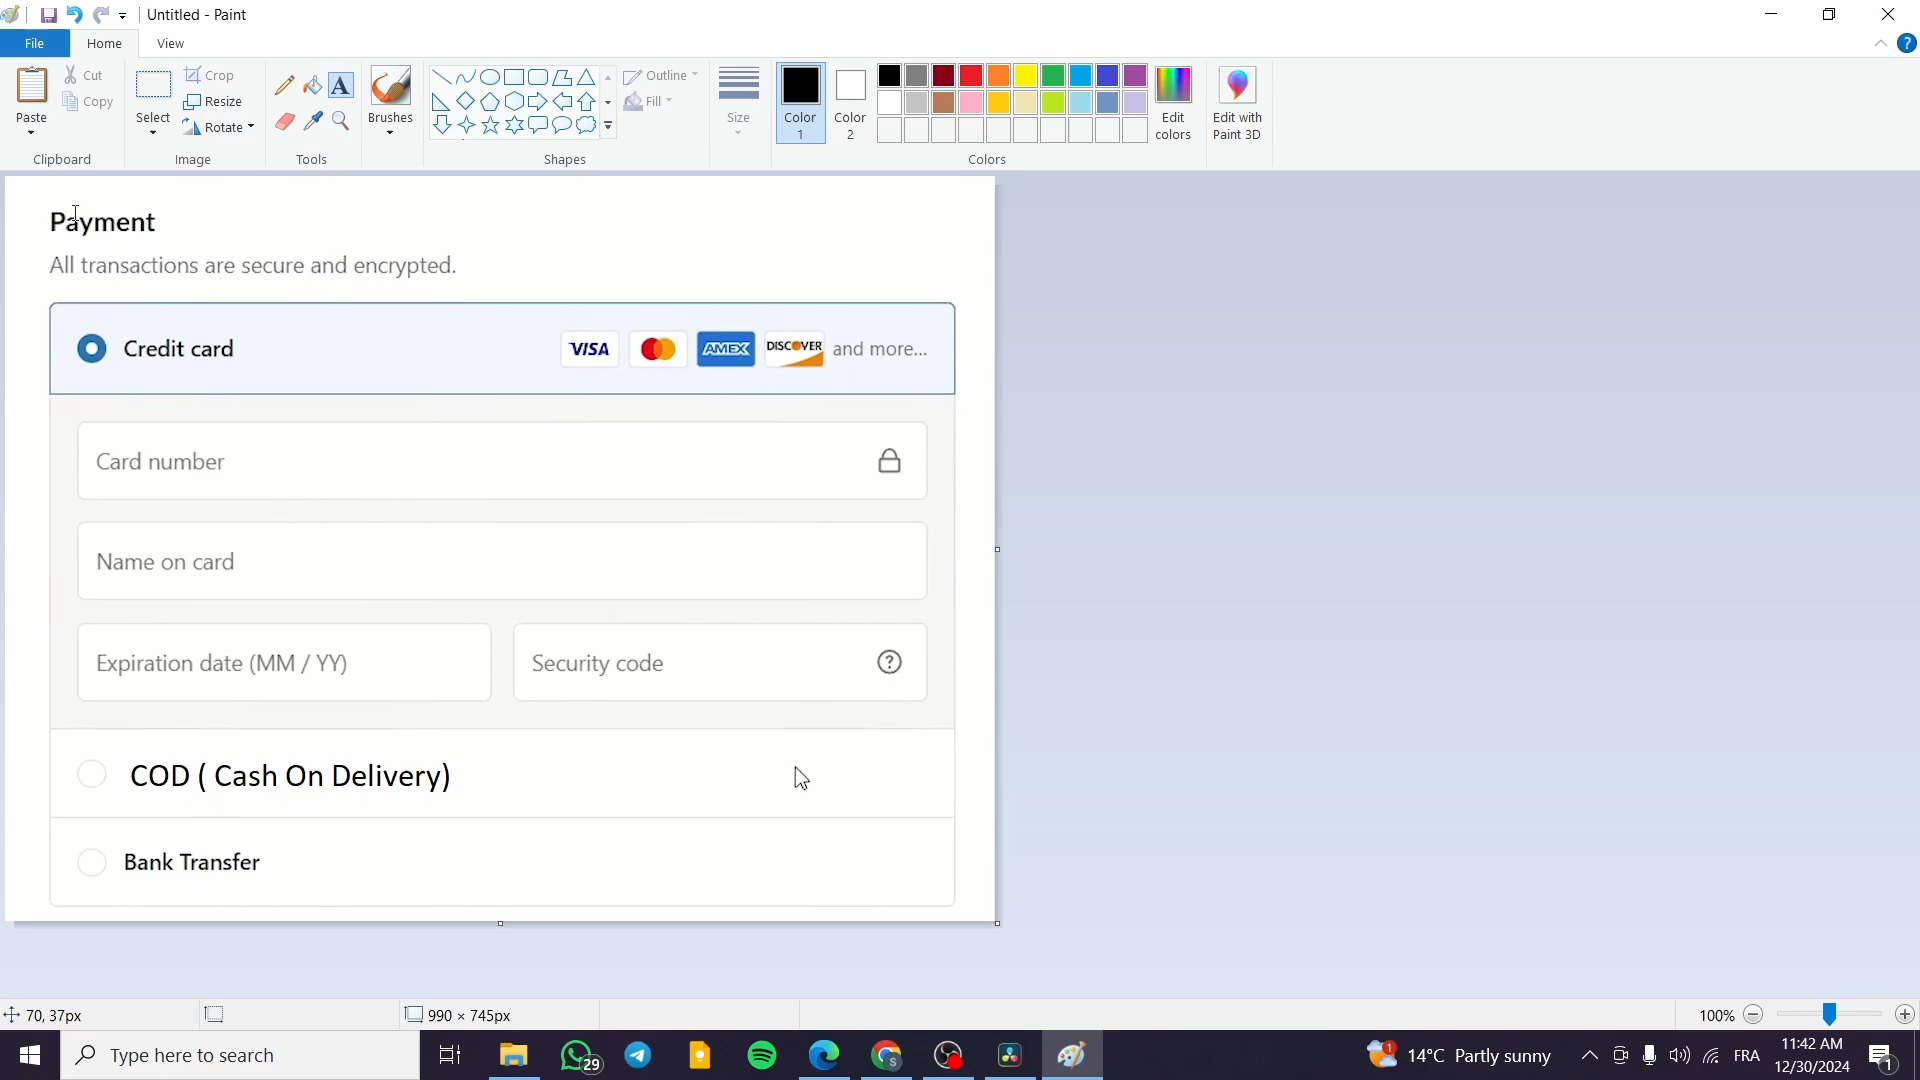 Untitled - Paint
File Home View
Paste Cut Copy Select Crop Resize Rotate A Brushes Outline Fill Size Color 1 Color 2 Edit colors Edit with Paint 3D
Clipboard Image Tools Shapes Colors
Payment
All transactions are secure and encrypted.
Credit card VISA AMEX DISCOVER and more...
Card number
Name on card
Expiration date (MM / YY) Security code
COD ( Cash On Delivery)
Bank Transfer
70, 37px 990 × 745px 100%
Type here to search 29 S 1 14°C Partly sunny FRA 11:42 AM 1
12/30/2024